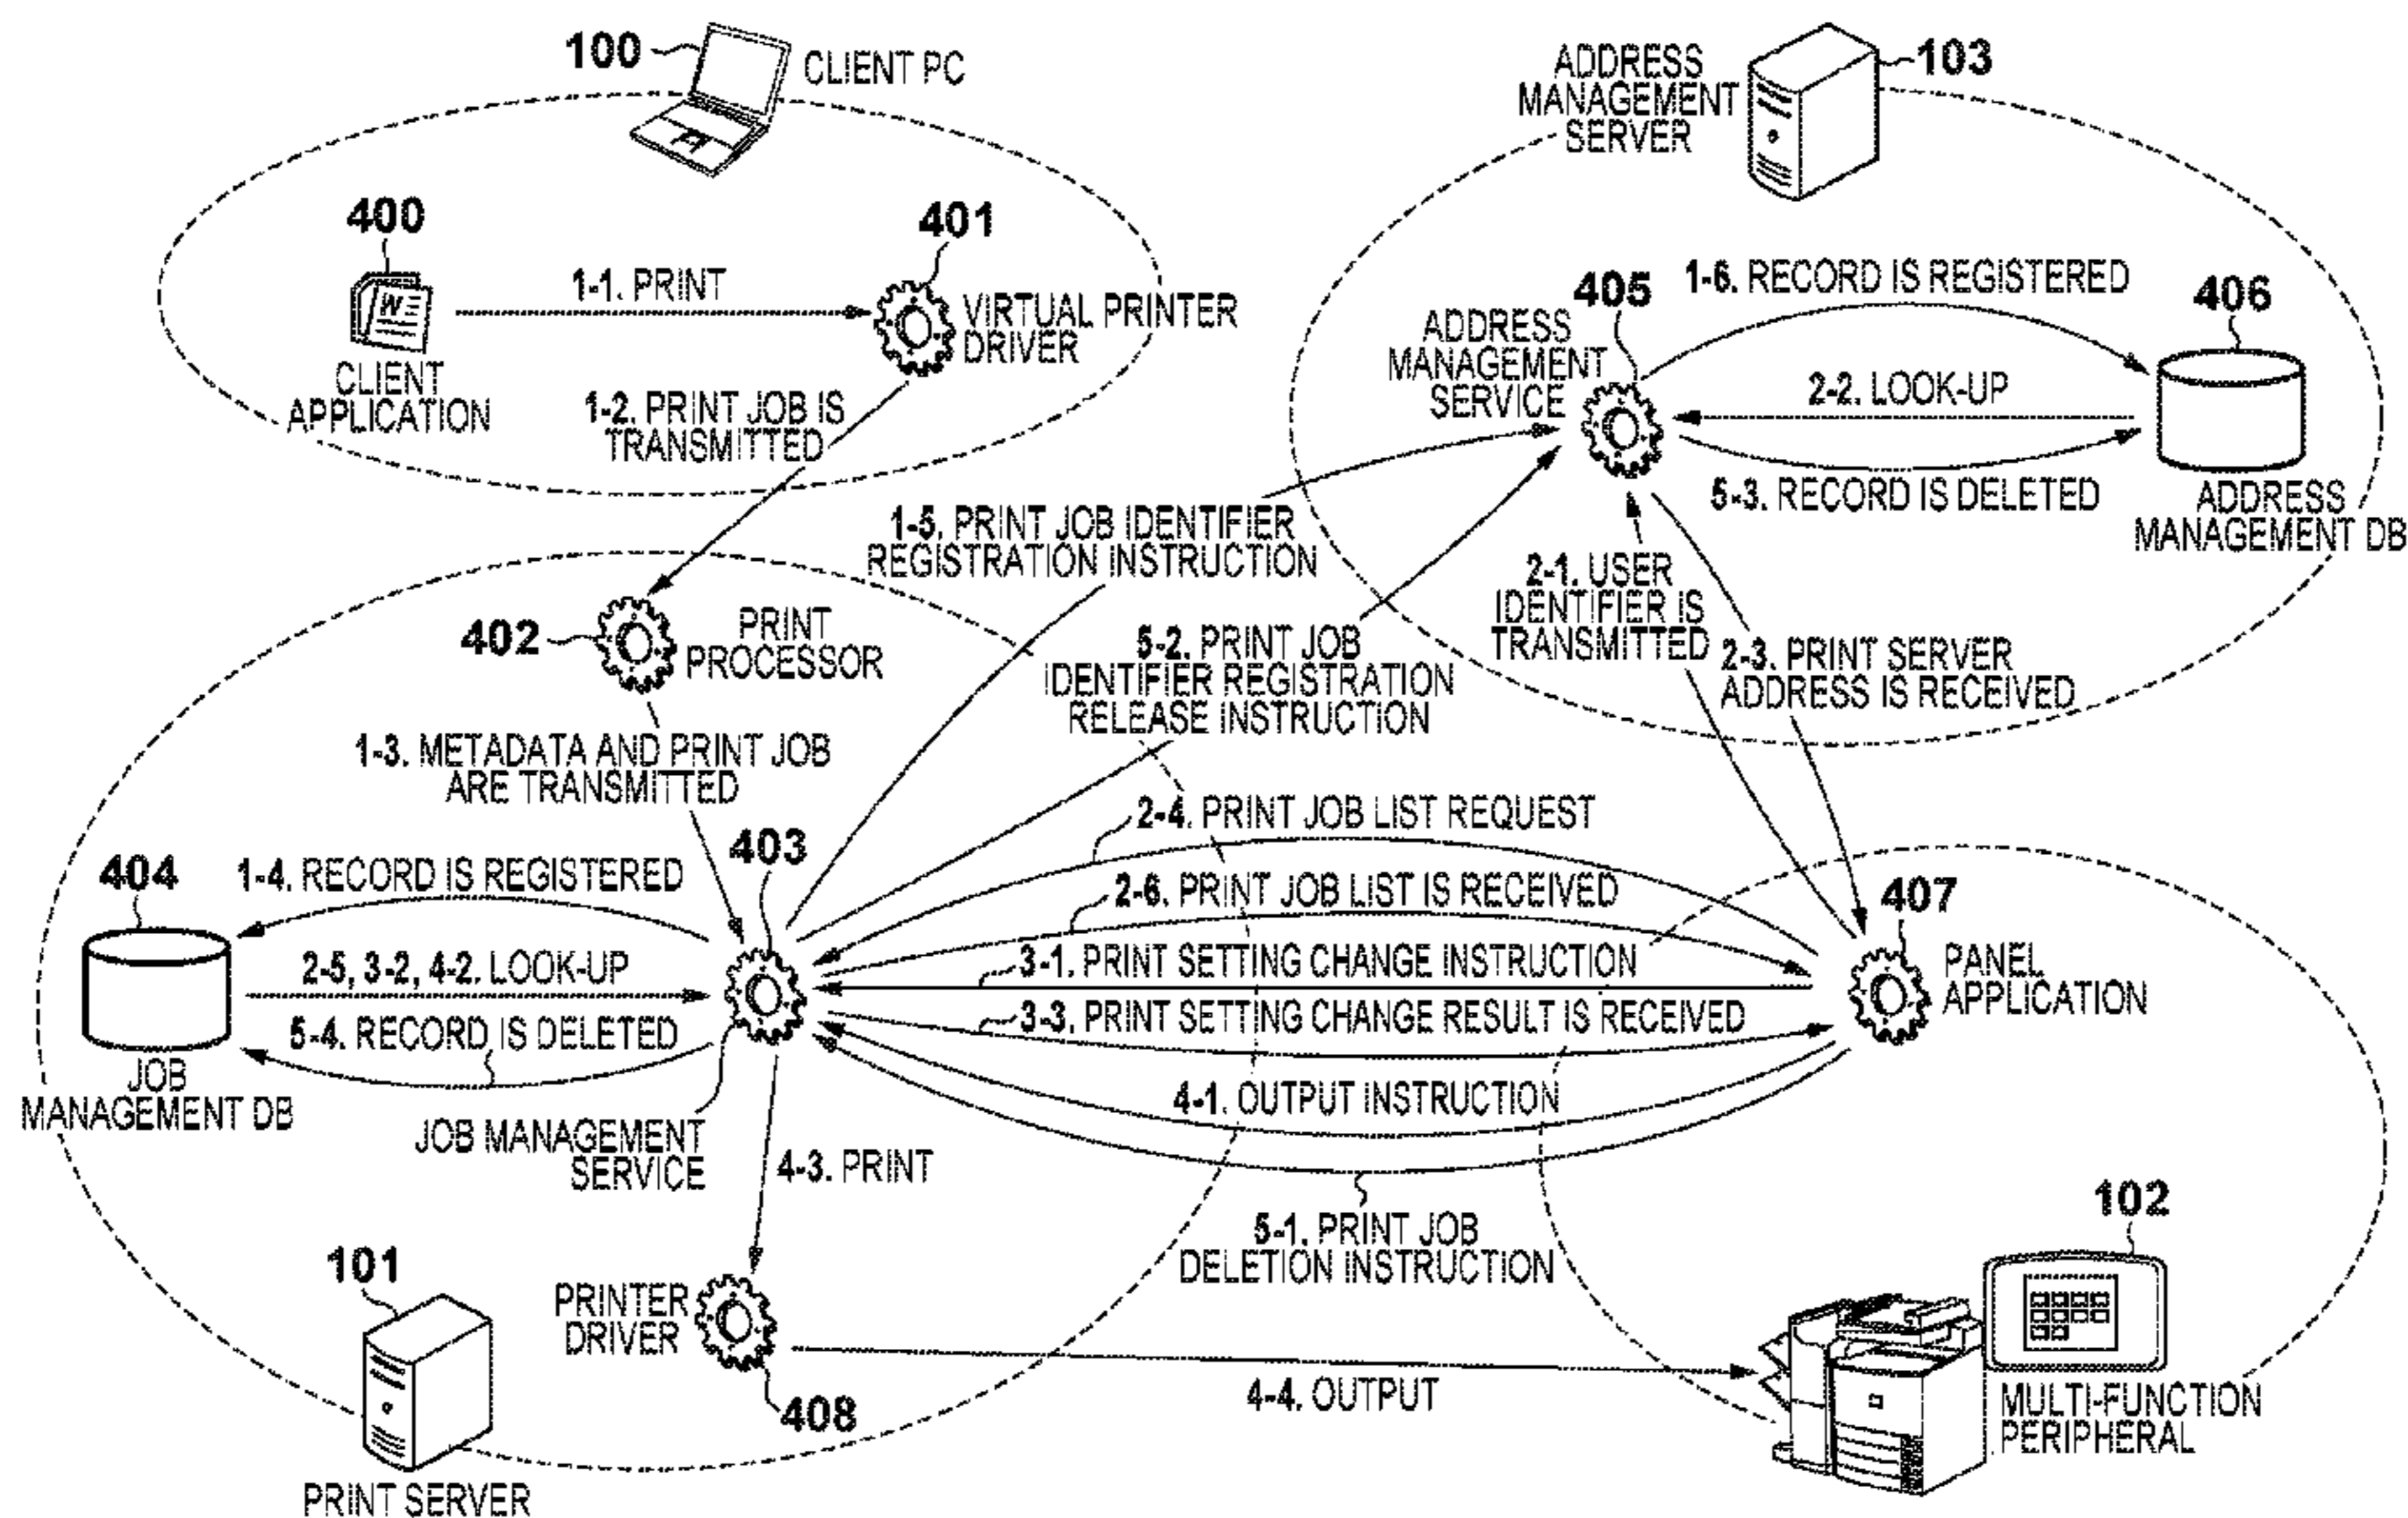 100
CLIENT PC
400
CLIENT
APPLICATION
1-1. PRINT
401
VIRTUAL PRINTER
DRIVER
1-2. PRINT JOB IS
TRANSMITTED
ADDRESS
MANAGEMENT
SERVER
103
405
ADDRESS
MANAGEMENT
SERVICE
1-6. RECORD IS REGISTERED
406
2-2. LOOK-UP
5-3. RECORD IS DELETED
ADDRESS
MANAGEMENT DB
1-5. PRINT JOB IDENTIFIER
REGISTRATION INSTRUCTION
2-1. USER
IDENTIFIER IS
TRANSMITTED
2-3. PRINT SERVER
ADDRESS IS RECEIVED
402
PRINT
PROCESSOR
5-2. PRINT JOB
IDENTIFIER REGISTRATION
RELEASE INSTRUCTION
1-3. METADATA AND PRINT JOB
ARE TRANSMITTED
2-4. PRINT JOB LIST REQUEST
403
404
1-4. RECORD IS REGISTERED
2-6. PRINT JOB LIST IS RECEIVED
407
2-5, 3-2, 4-2. LOOK-UP
3-1. PRINT SETTING CHANGE INSTRUCTION
PANEL
APPLICATION
5-4. RECORD IS DELETED
3-3. PRINT SETTING CHANGE RESULT IS RECEIVED
JOB
MANAGEMENT DB
JOB MANAGEMENT
SERVICE
4-1. OUTPUT INSTRUCTION
4-3. PRINT
5-1. PRINT JOB
DELETION INSTRUCTION
102
101
PRINTER
DRIVER
408
4-4. OUTPUT
MULTI-FUNCTION
PERIPHERAL
PRINT SERVER
W